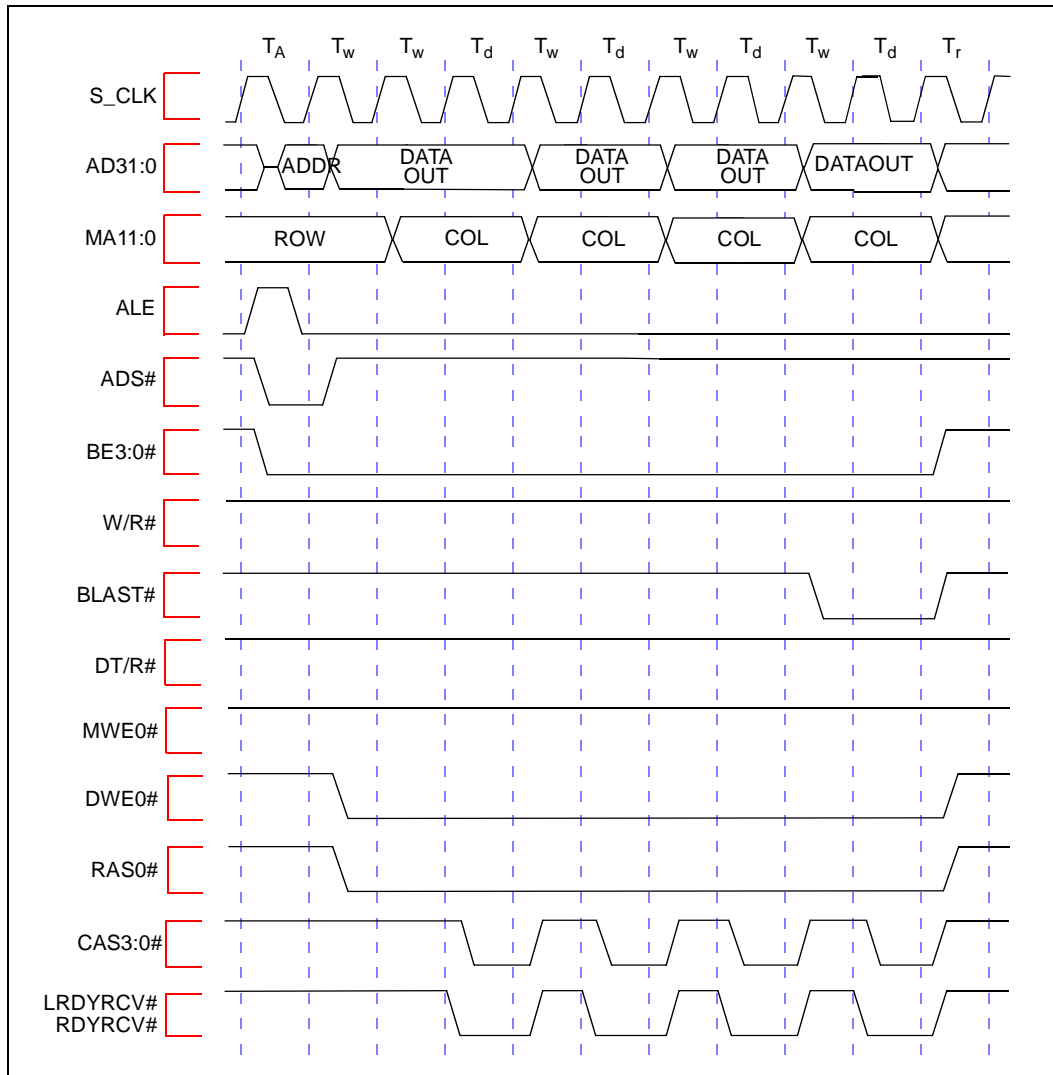 TA Tw Tw Td Tw Td Tw Td Tw Td Tr
S_CLK
AD31:0 ADDR DATA OUT DATA OUT DATA OUT DATAOUT
MA11:0 ROW COL COL COL COL
ALE
ADS#
BE3:0#
W/R#
BLAST#
DT/R#
MWE0#
DWE0#
RAS0#
CAS3:0#
LRDYRCV#
RDYRCV#